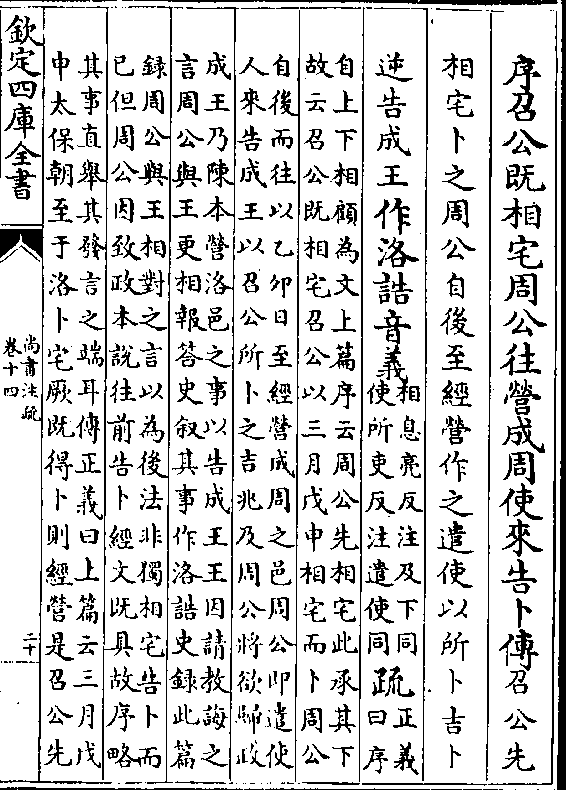 序召公既相宅周公往營成周使來告卜傳召公先
相宅卜之周公自後至經營作之遣使以所卜吉卜
逆告成王作洛誥音義相息亮反注及下同
使所吏反注遣使同
疏正義
曰序
自上下相顧為文上篇序云周公先相宅此承其下
故云召公既相宅召公以三月戊申相宅而卜周公
自後而往以乙卯日至經營成周之邑周公即遣使
人來告成王以召公所卜之吉兆及周公將欲歸政
成王乃陳本營洛邑之事以告成王王因請教誨之
言周公與王更相報答史叙其事作洛誥史録此篇
録周公與王相對之言以為後法非獨相宅告卜而
已但周公因致政本說往前告卜經文既具故序略
其事直舉其發言之端耳傳正義曰上篇云三月戊
申太保朝至于洛卜宅厥既得卜則經營是召公先
欽定四庫全書
尚書注疏
卷十四
二十